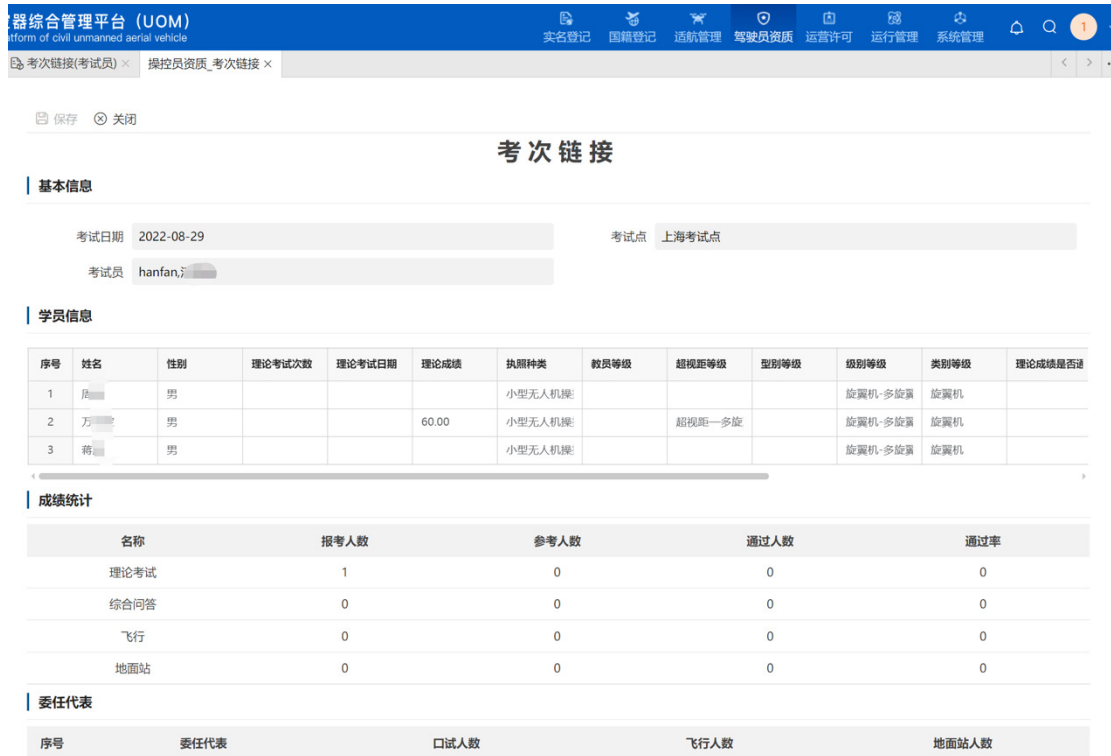 器综合管理平台（UOM）
atform of civil unmanned aerial vehicle
实名登记 国籍登记 适航管理 驾驶员资质 运营许可 运行管理 系统管理 1
考次链接(考试员) × 操控员资质_考次链接 ×
保存 关闭
考次链接
基本信息
考试日期 2022-08-29 考试点 上海考试点
考试员 hanfan,
学员信息
序号 姓名 性别 理论考试次数 理论考试日期 理论成绩 执照种类 教员等级 超视距等级 型别等级 级别等级 类别等级 理论成绩是否通
1 男 小型无人机操 旋翼机-多旋翼 旋翼机
2 万 男 60.00 小型无人机操 超视距—多旋 旋翼机-多旋翼 旋翼机
3 蒋 男 小型无人机操 旋翼机-多旋翼 旋翼机
成绩统计
名称 报考人数 参考人数 通过人数 通过率
理论考试 1 0 0 0
综合问答 0 0 0 0
飞行 0 0 0 0
地面站 0 0 0 0
委任代表
序号 委任代表 口试人数 飞行人数 地面站人数